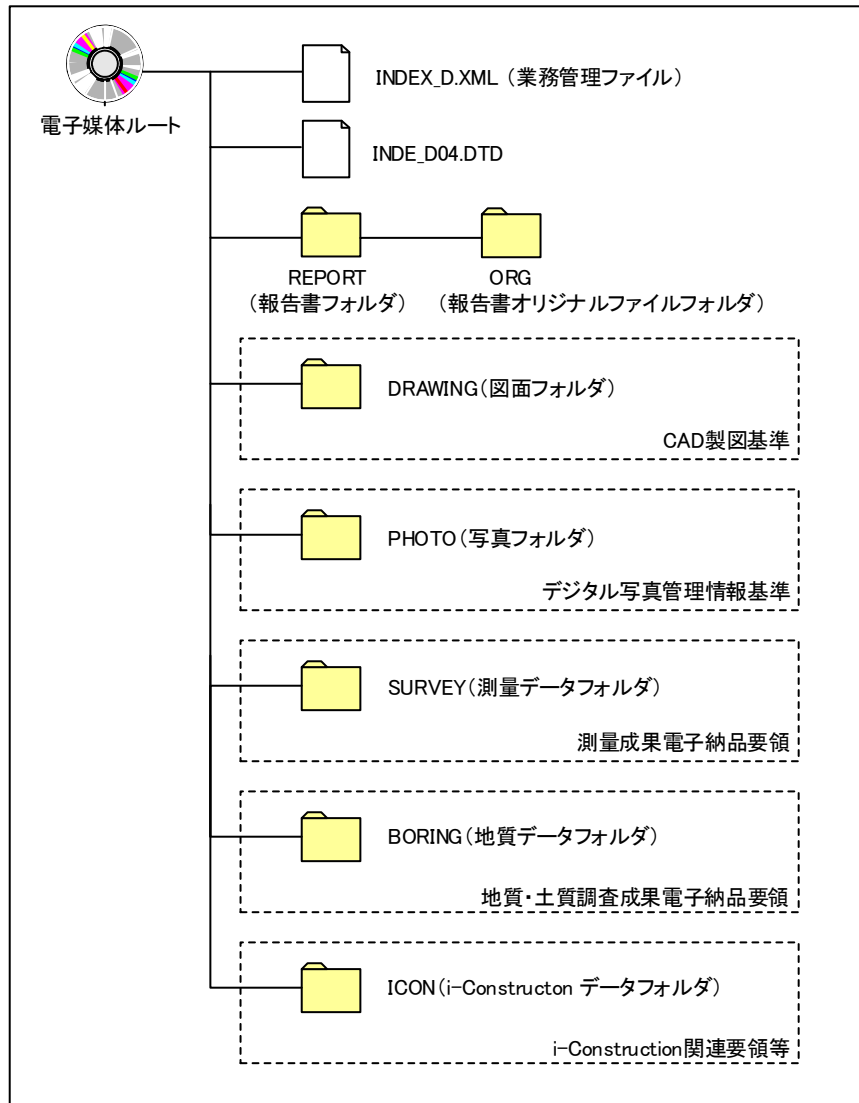 INDEX_D.XML（業務管理ファイル）
電子媒体ルート
INDE_D04.DTD
REPORT
（報告書フォルダ）
ORG
（報告書オリジナルファイルフォルダ）
DRAWING（図面フォルダ）
CAD製図基準
PHOTO（写真フォルダ）
デジタル写真管理情報基準
SURVEY（測量データフォルダ）
測量成果電子納品要領
BORING（地質データフォルダ）
地質・土質調査成果電子納品要領
ICON（i-Constructon データフォルダ）
i-Construction関連要領等